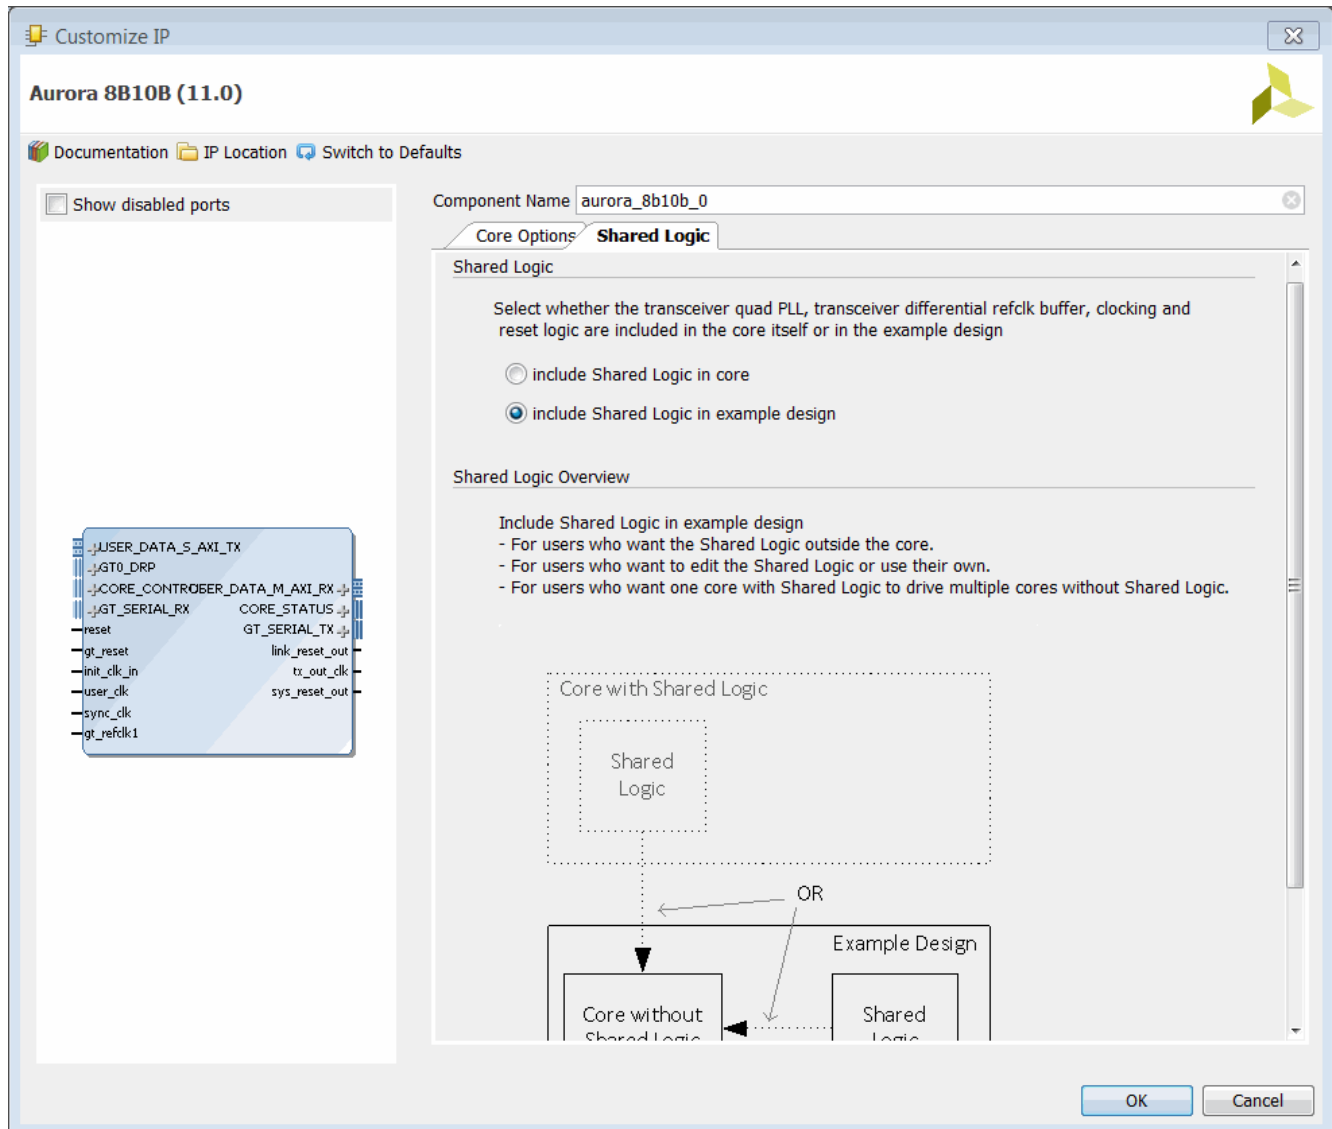 Customize IP
Aurora 8B10B (11.0)
Documentation IP Location Switch to Defaults
Show disabled ports
USER_DATA_S_AXI_TX
GT0_DRP
CORE_CONTRO
GT_SERIAL_RX
reset
gt_reset
init_clk_in
user_clk
sync_clk
gt_refclk1
SER_DATA_M_AXI_RX
CORE_STATUS
GT_SERIAL_TX
link_reset_out
tx_out_clk
sys_reset_out
Component Name aurora_8b10b_0
Core Options Shared Logic
Shared Logic
Select whether the transceiver quad PLL, transceiver differential refclk buffer, clocking and
reset logic are included in the core itself or in the example design
include Shared Logic in core
include Shared Logic in example design
Shared Logic Overview
Include Shared Logic in example design
- For users who want the Shared Logic outside the core.
- For users who want to edit the Shared Logic or use their own.
- For users who want one core with Shared Logic to drive multiple cores without Shared Logic.
Core with Shared Logic
Shared
Logic
OR
Example Design
Core without
Shared Logic
Shared
Logic
OK Cancel